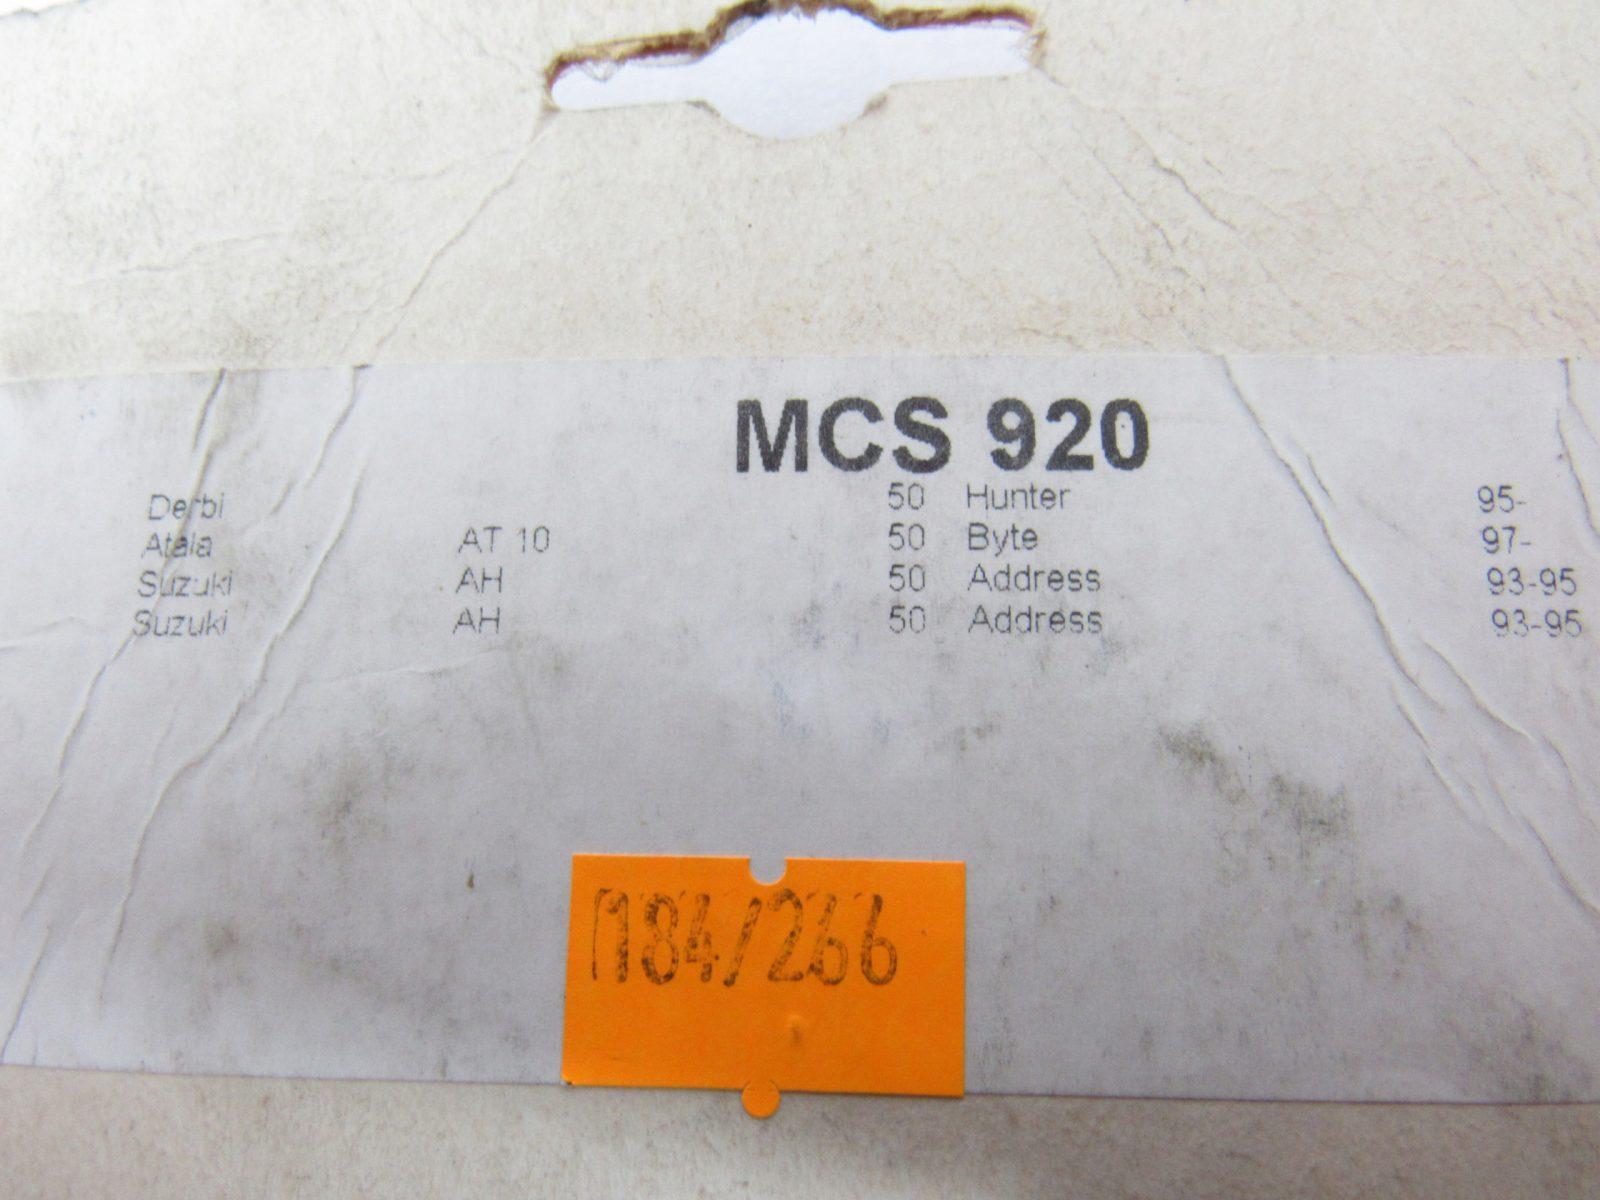 MCS 920
Derbi 50 Hunter 95-
Atala AT 10 50 Byte 97-
Suzuki AH 50 Address 93-95
Suzuki AH 50 Address 93-95
184/266